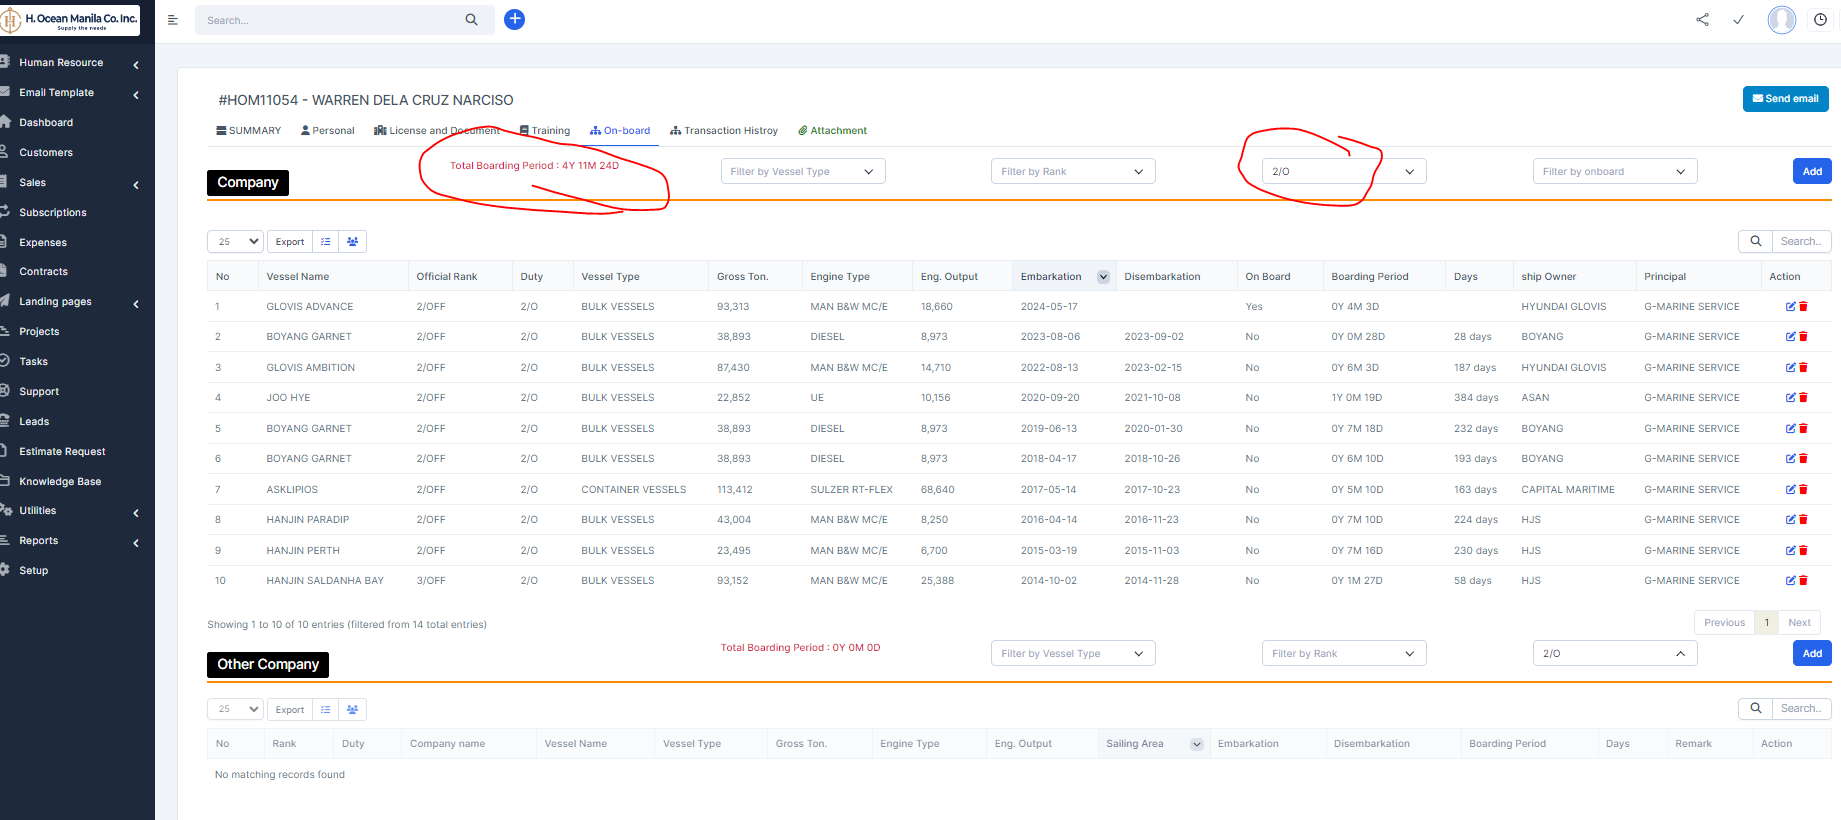 H. Ocean Manila Co. Inc.
Supply the needs
Search...
Human Resource
Email Template
Dashboard
Customers
Sales
Subscriptions
Expenses
Contracts
Landing pages
Projects
Tasks
Support
Leads
Estimate Request
Knowledge Base
Utilities
Reports
Setup
#HOM11054 - WARREN DELA CRUZ NARCISO
Send email
SUMMARY Personal License and Document Training On-board Transaction Histroy Attachment
Company Total Boarding Period : 4Y 11M 24D Filter by Vessel Type Filter by Rank 2/O Filter by onboard Add
25 Export Search..
No Vessel Name Official Rank Duty Vessel Type Gross Ton. Engine Type Eng. Output Embarkation Disembarkation On Board Boarding Period Days ship Owner Principal Action
1 GLOVIS ADVANCE 2/OFF 2/O BULK VESSELS 93,313 MAN B&W MC/E 18,660 2024-05-17 Yes 0Y 4M 3D HYUNDAI GLOVIS G-MARINE SERVICE
2 BOYANG GARNET 2/OFF 2/O BULK VESSELS 38,893 DIESEL 8,973 2023-08-06 2023-09-02 No 0Y 0M 28D 28 days BOYANG G-MARINE SERVICE
3 GLOVIS AMBITION 2/OFF 2/O BULK VESSELS 87,430 MAN B&W MC/E 14,710 2022-08-13 2023-02-15 No 0Y 6M 3D 187 days HYUNDAI GLOVIS G-MARINE SERVICE
4 JOO HYE 2/OFF 2/O BULK VESSELS 22,852 UE 10,156 2020-09-20 2021-10-08 No 1Y 0M 19D 384 days ASAN G-MARINE SERVICE
5 BOYANG GARNET 2/OFF 2/O BULK VESSELS 38,893 DIESEL 8,973 2019-06-13 2020-01-30 No 0Y 7M 18D 232 days BOYANG G-MARINE SERVICE
6 BOYANG GARNET 2/OFF 2/O BULK VESSELS 38,893 DIESEL 8,973 2018-04-17 2018-10-26 No 0Y 6M 10D 193 days BOYANG G-MARINE SERVICE
7 ASKLIPIOS 2/OFF 2/O CONTAINER VESSELS 113,412 SULZER RT-FLEX 68,640 2017-05-14 2017-10-23 No 0Y 5M 10D 163 days CAPITAL MARITIME G-MARINE SERVICE
8 HANJIN PARADIP 2/OFF 2/O BULK VESSELS 43,004 MAN B&W MC/E 8,250 2016-04-14 2016-11-23 No 0Y 7M 10D 224 days HJS G-MARINE SERVICE
9 HANJIN PERTH 2/OFF 2/O BULK VESSELS 23,495 MAN B&W MC/E 6,700 2015-03-19 2015-11-03 No 0Y 7M 16D 230 days HJS G-MARINE SERVICE
10 HANJIN SALDANHA BAY 3/OFF 2/O BULK VESSELS 93,152 MAN B&W MC/E 25,388 2014-10-02 2014-11-28 No 0Y 1M 27D 58 days HJS G-MARINE SERVICE
Showing 1 to 10 of 10 entries (filtered from 14 total entries) Previous 1 Next
Other Company Total Boarding Period : 0Y 0M 0D Filter by Vessel Type Filter by Rank 2/O Add
25 Export Search..
No Rank Duty Company name Vessel Name Vessel Type Gross Ton. Engine Type Eng. Output Sailing Area Embarkation Disembarkation Boarding Period Days Remark Action
No matching records found